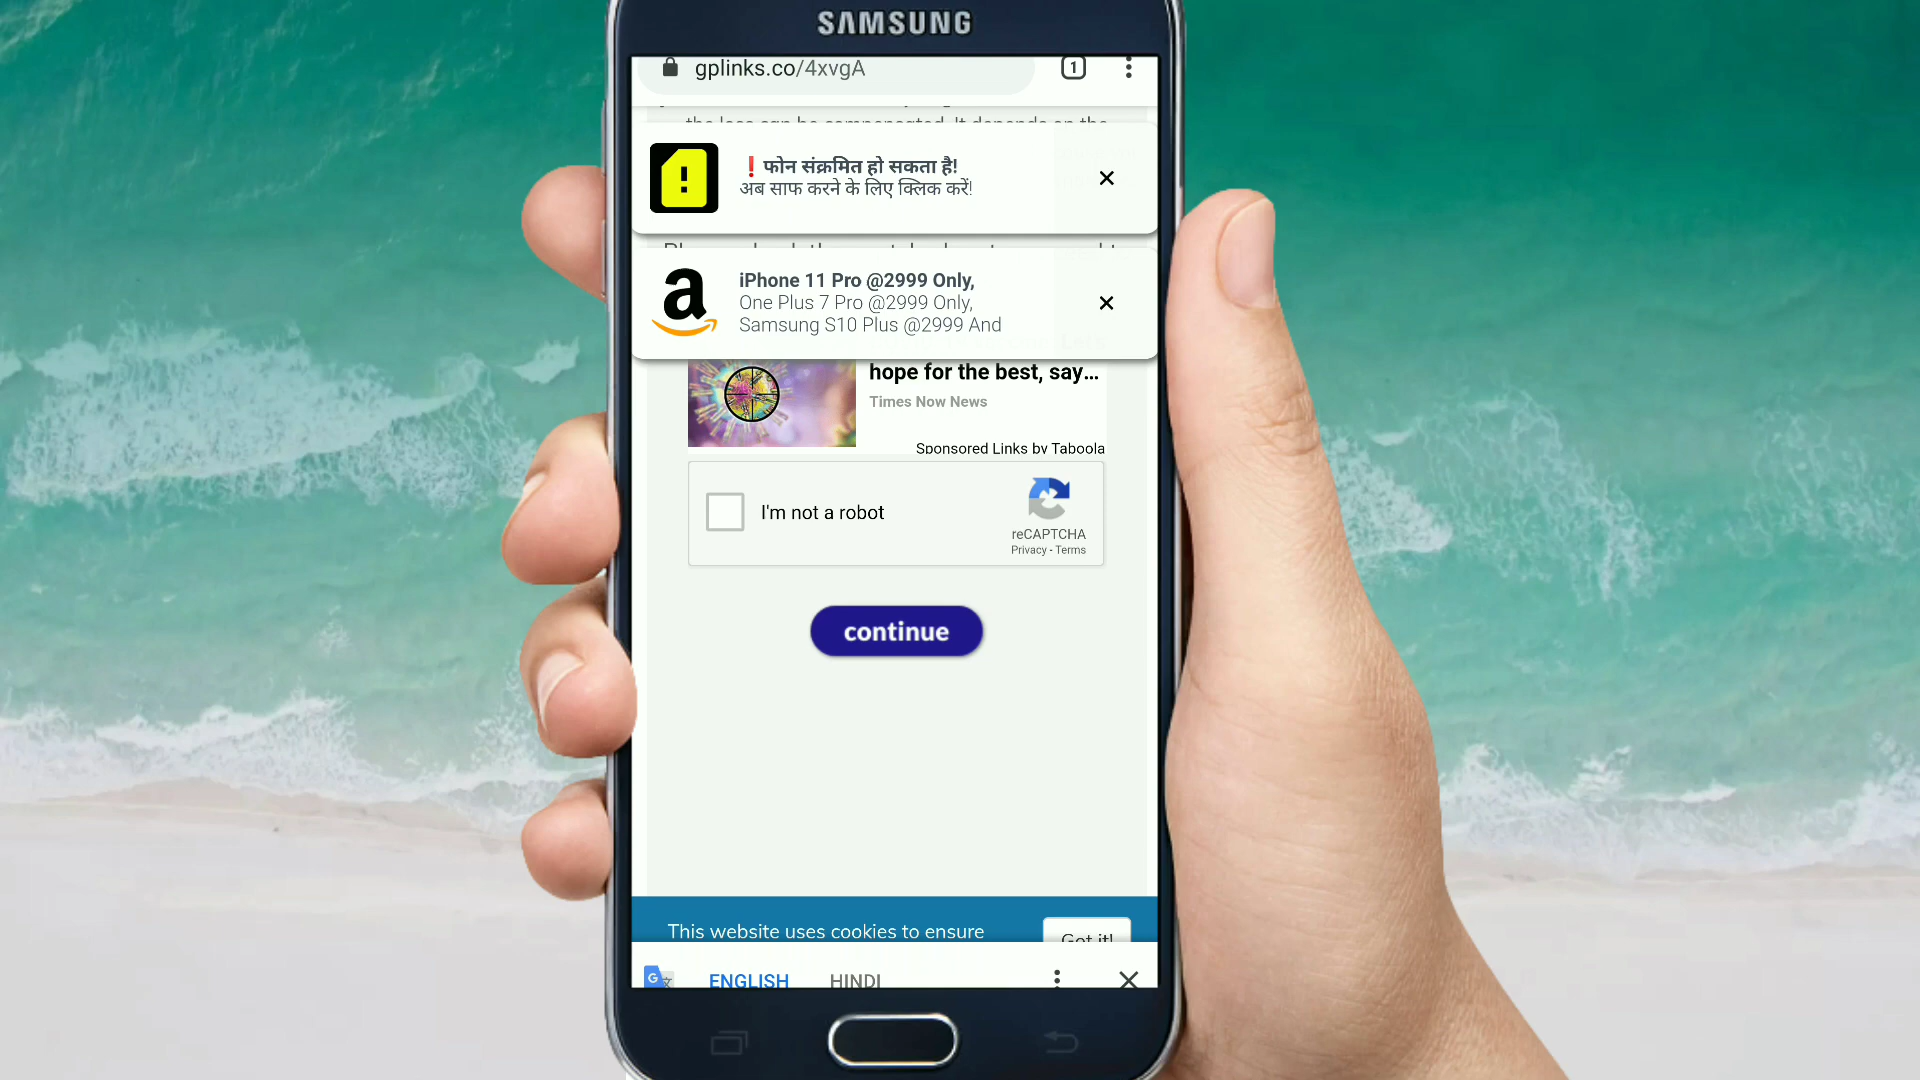 SAMSUNG
gplinks.co/4xvgA
1
the loss can be compensated. It depends on the
❗फोन संक्रमित हो सकता है!
अब साफ करने के लिए क्लिक करें!
iPhone 11 Pro @2999 Only,
One Plus 7 Pro @2999 Only,
Samsung S10 Plus @2999 And
hope for the best, say...
Times Now News
Sponsored Links by Taboola
I'm not a robot
reCAPTCHA
Privacy - Terms
continue
This website uses cookies to ensure
Got it!
ENGLISH
HINDI